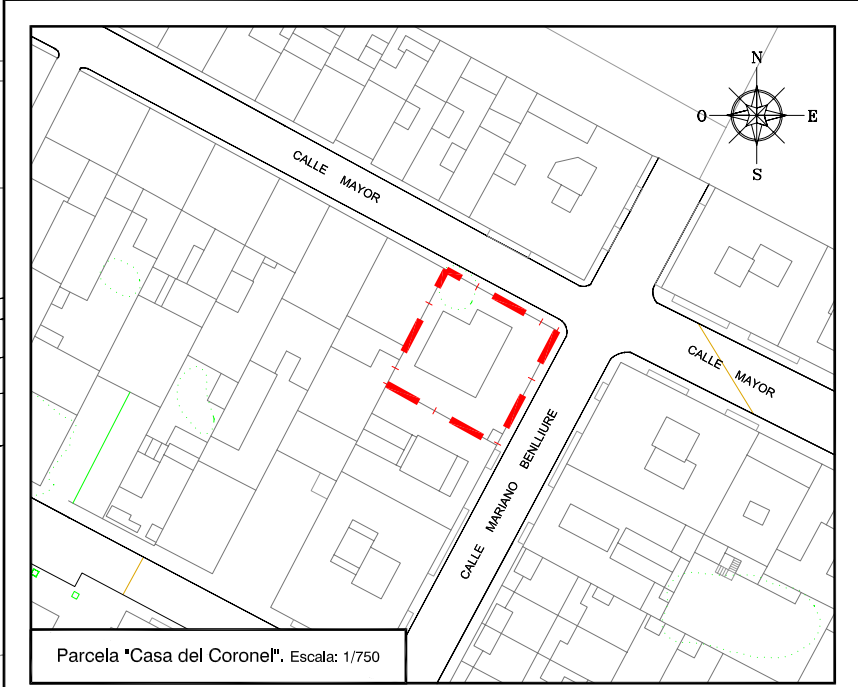 N
O E
S
CALLE MAYOR
CALLE MAYOR
CALLE MARIANO BENLLIURE
Parcela "Casa del Coronel". Escala: 1/750